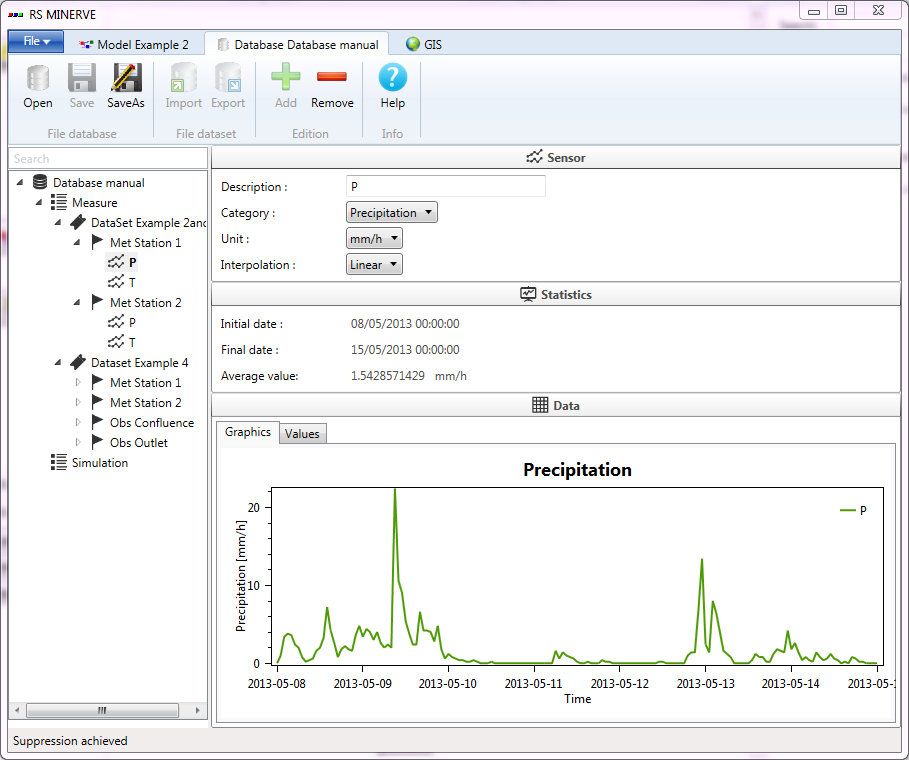 RS MINERVE
File
Model Example 2
Database Database manual
GIS
Open
Save
SaveAs
Import
Export
Add
Remove
Help
File database
File dataset
Edition
Info
Search
Database manual
Measure
DataSet Example 2and
Met Station 1
P
T
Met Station 2
P
T
Dataset Example 4
Met Station 1
Met Station 2
Obs Confluence
Obs Outlet
Simulation
Sensor
Description :
P
Category :
Precipitation
Unit :
mm/h
Interpolation :
Linear
Statistics
Initial date :
08/05/2013 00:00:00
Final date :
15/05/2013 00:00:00
Average value:
1.5428571429 mm/h
Data
Graphics
Values
Precipitation
P
Precipitation [mm/h]
20
10
0
2013-05-08
2013-05-09
2013-05-10
2013-05-11
2013-05-12
2013-05-13
2013-05-14
2013-05-1
Time
Suppression achieved